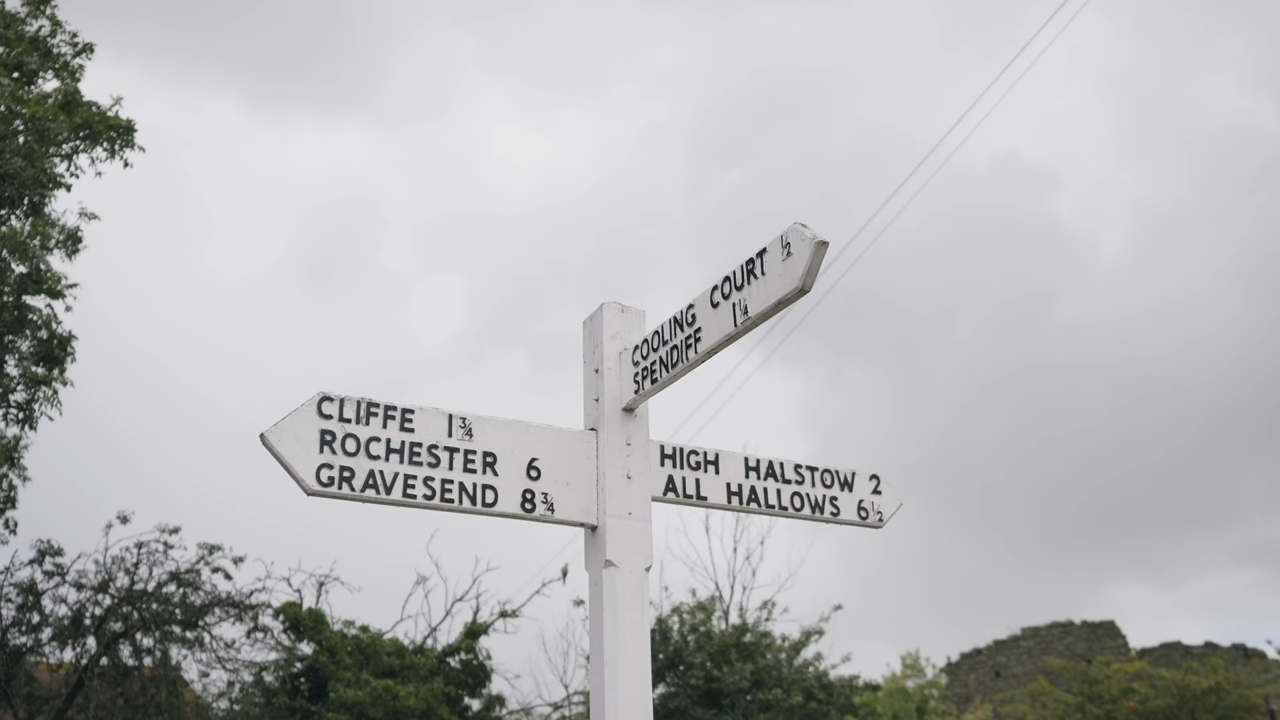 COOLING COURT ½
SPENDIFF 1¼
CLIFFE 1¾
ROCHESTER 6
GRAVESEND 8¾
HIGH HALSTOW 2
ALL HALLOWS 6½